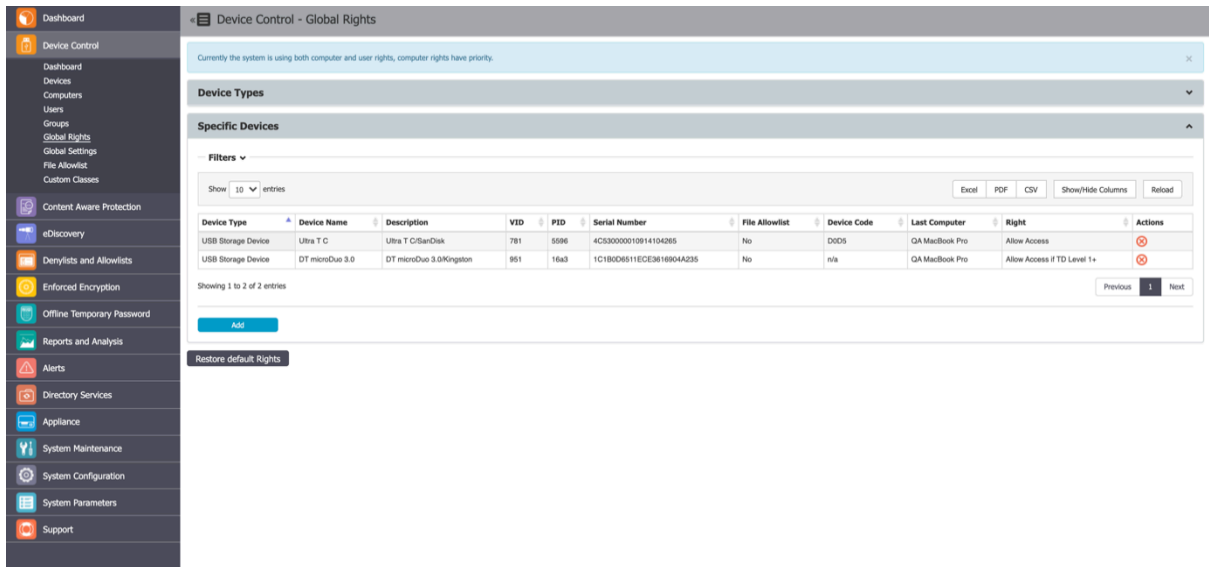 Dashboard
Device Control
Dashboard
Devices
Computers
Users
Groups
Global Rights
Global Settings
File Allowlist
Custom Classes
Content Aware Protection
eDiscovery
Denylists and Allowlists
Enforced Encryption
Offline Temporary Password
Reports and Analysis
Alerts
Directory Services
Appliance
System Maintenance
System Configuration
System Parameters
Support
Device Control - Global Rights
Currently the system is using both computer and user rights, computer rights have priority.
Device Types
Specific Devices
Filters
Show 10 entries Excel PDF CSV Show/Hide Columns Reload
Device Type Device Name Description VID PID Serial Number File Allowlist Device Code Last Computer Right Actions
USB Storage Device Ultra T C Ultra T C/SanDisk 781 5596 4C530000010914104265 No D0D5 QA MacBook Pro Allow Access
USB Storage Device DT microDuo 3.0 DT microDuo 3.0/Kingston 951 16a3 1C1B0D6511ECE3616904A235 No n/a QA MacBook Pro Allow Access if TD Level 1+
Showing 1 to 2 of 2 entries Previous 1 Next
Add
Restore default Rights